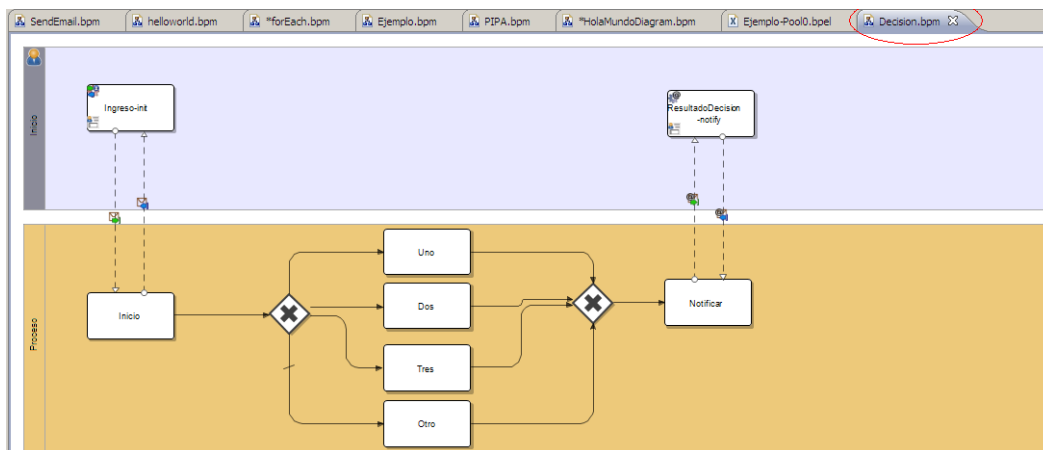 SendEmail.bpm
helloworld.bpm
*forEach.bpm
Ejemplo.bpm
PIPA.bpm
*HolaMundoDiagram.bpm
Ejemplo-Pool0.bpel
Decision.bpm
Inicio
Ingreso-init
ResultadoDecision
-notify
Proceso
Inicio
Uno
Dos
Tres
Otro
Notificar